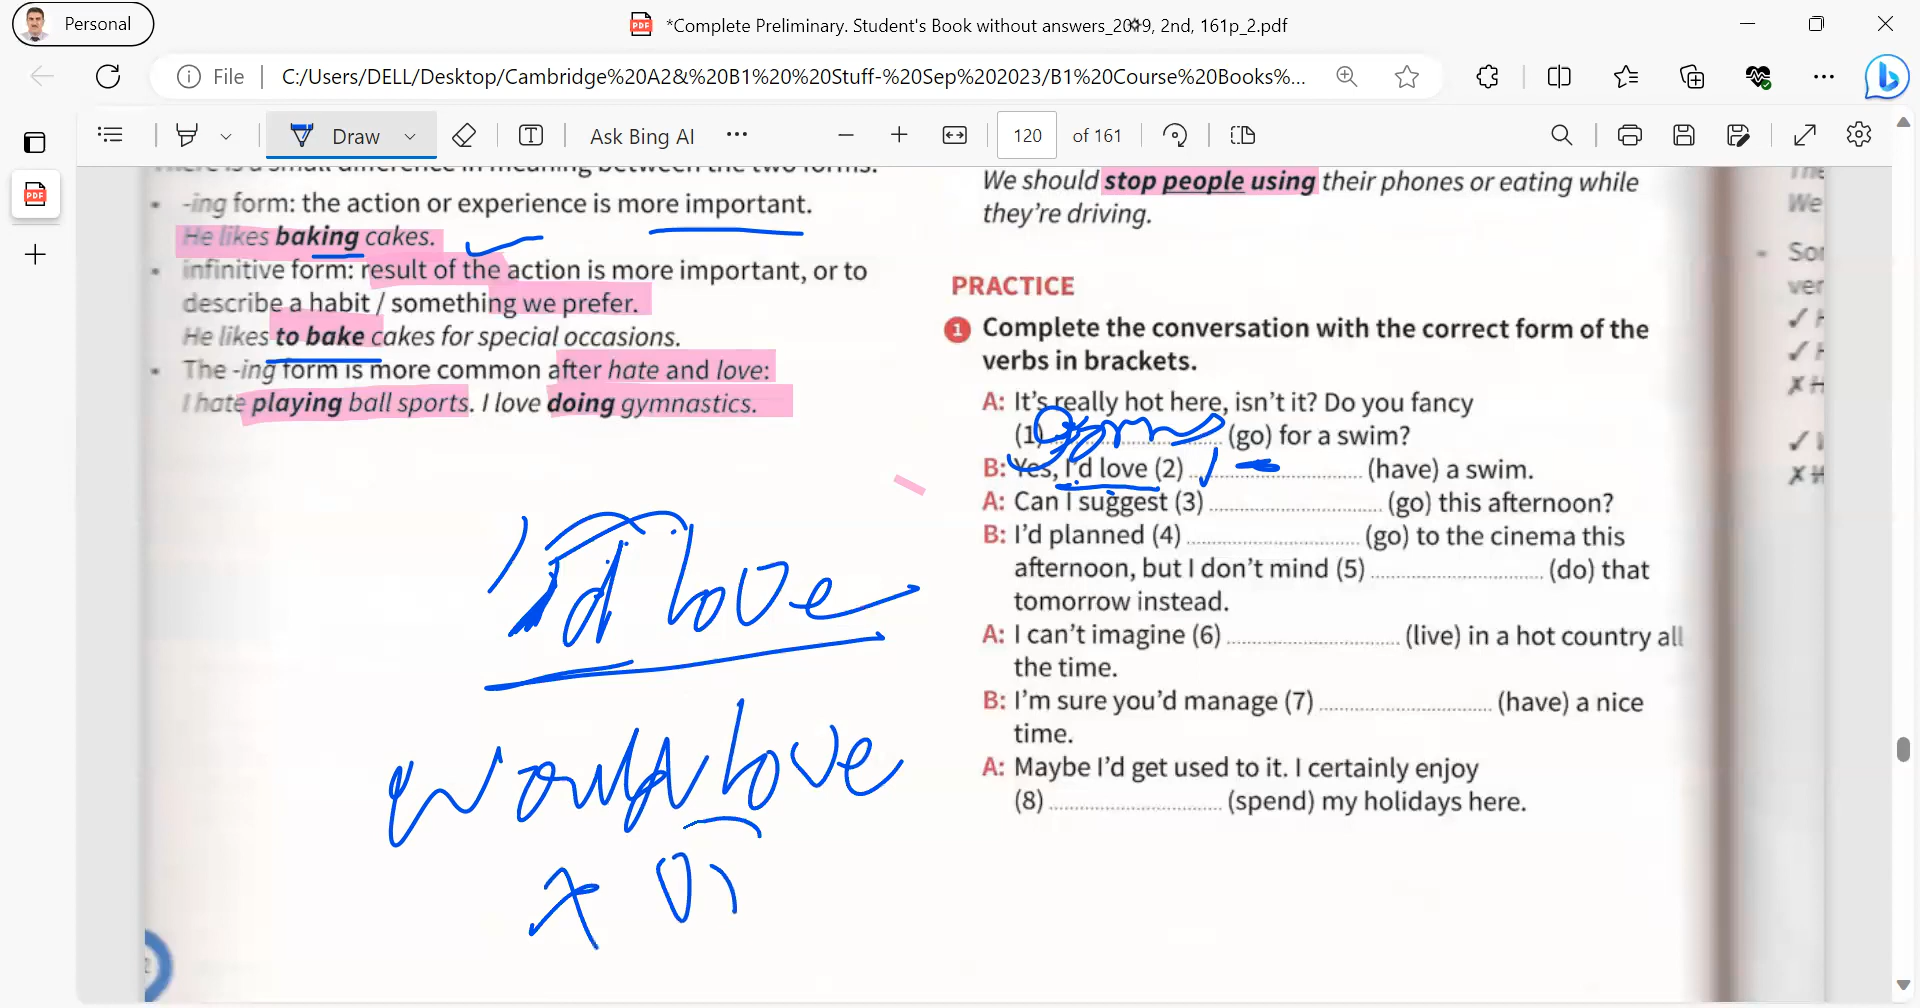 Personal
*Complete Preliminary. Student's Book without answers_2019, 2nd, 161p_2.pdf
File
C:/Users/DELL/Desktop/Cambridge%20A2&%20B1%20%20Stuff-%20Sep%202023/B1%20Course%20Books%...
Draw
Ask Bing AI
120 of 161
-ing form: the action or experience is more important.
He likes baking cakes.
infinitive form: result of the action is more important, or to
describe a habit / something we prefer.
He likes to bake cakes for special occasions.
The -ing form is more common after hate and love:
I hate playing ball sports. I love doing gymnastics.
I'd love
would love
We should stop people using their phones or eating while
they're driving.
PRACTICE
1 Complete the conversation with the correct form of the
verbs in brackets.
A: It's really hot here, isn't it? Do you fancy
(1) going (go) for a swim?
B: Yes, I'd love (2) (have) a swim.
A: Can I suggest (3) (go) this afternoon?
B: I'd planned (4) (go) to the cinema this
afternoon, but I don't mind (5) (do) that
tomorrow instead.
A: I can't imagine (6) (live) in a hot country all
the time.
B: I'm sure you'd manage (7) (have) a nice
time.
A: Maybe I'd get used to it. I certainly enjoy
(8) (spend) my holidays here.
We